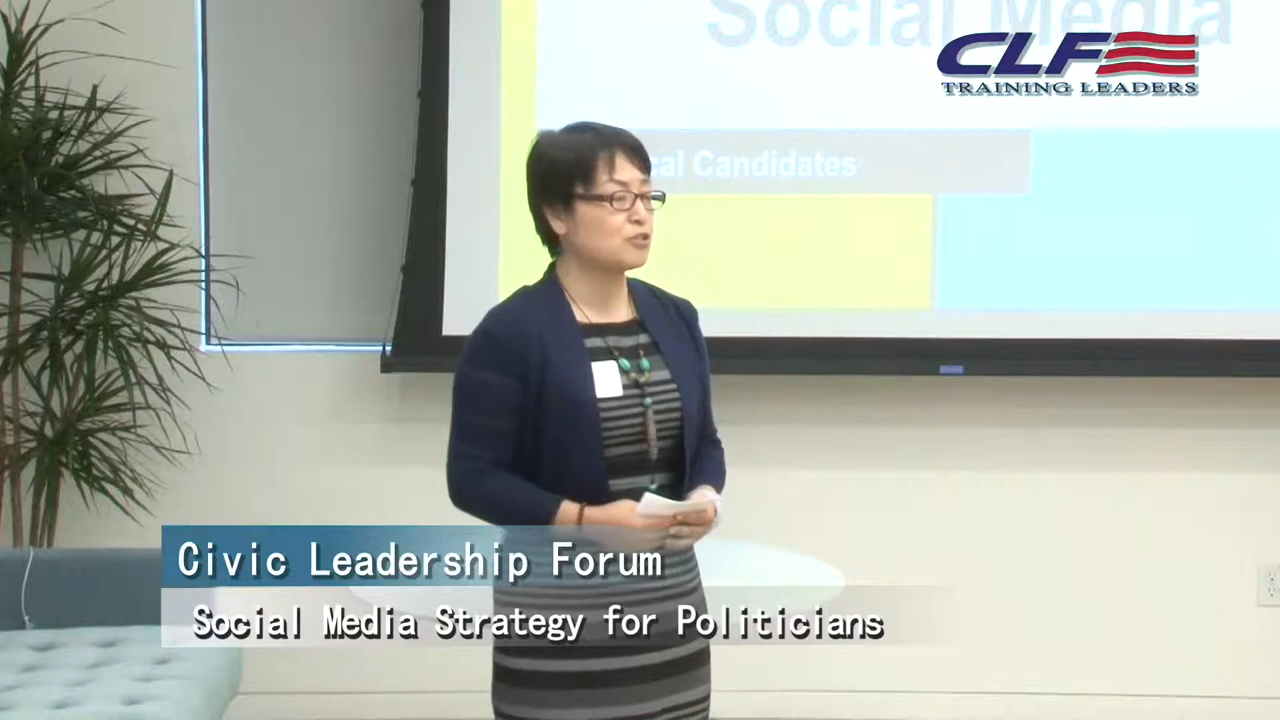 Social Media
CLF
TRAINING LEADERS
Candidates
Civic Leadership Forum
Social Media Strategy for Politicians